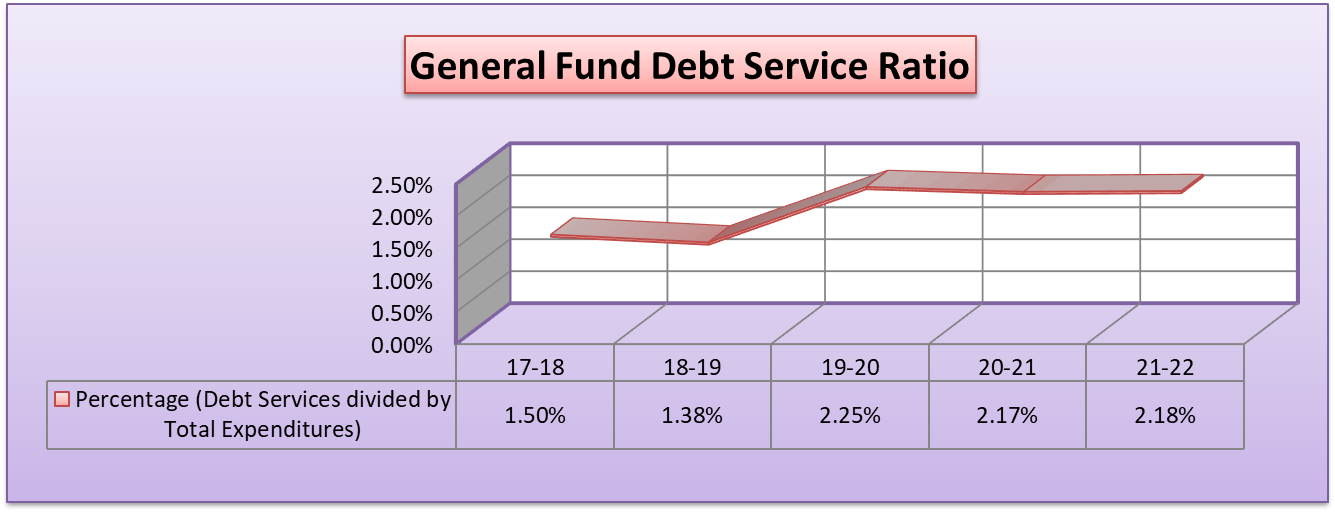 General Fund Debt Service Ratio
2.50%
2.00%
1.50%
1.00%
0.50%
0.00%
17-18 18-19 19-20 20-21 21-22
Percentage (Debt Services divided by
Total Expenditures)
1.50% 1.38% 2.25% 2.17% 2.18%